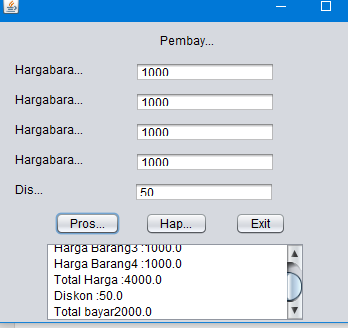 Pembay...
Hargabara... 1000
Hargabara... 1000
Hargabara... 1000
Hargabara... 1000
Dis... 50
Pros... Hap... Exit
Harga Barang3 :1000.0
Harga Barang4 :1000.0
Total Harga :4000.0
Diskon :50.0
Total bayar2000.0